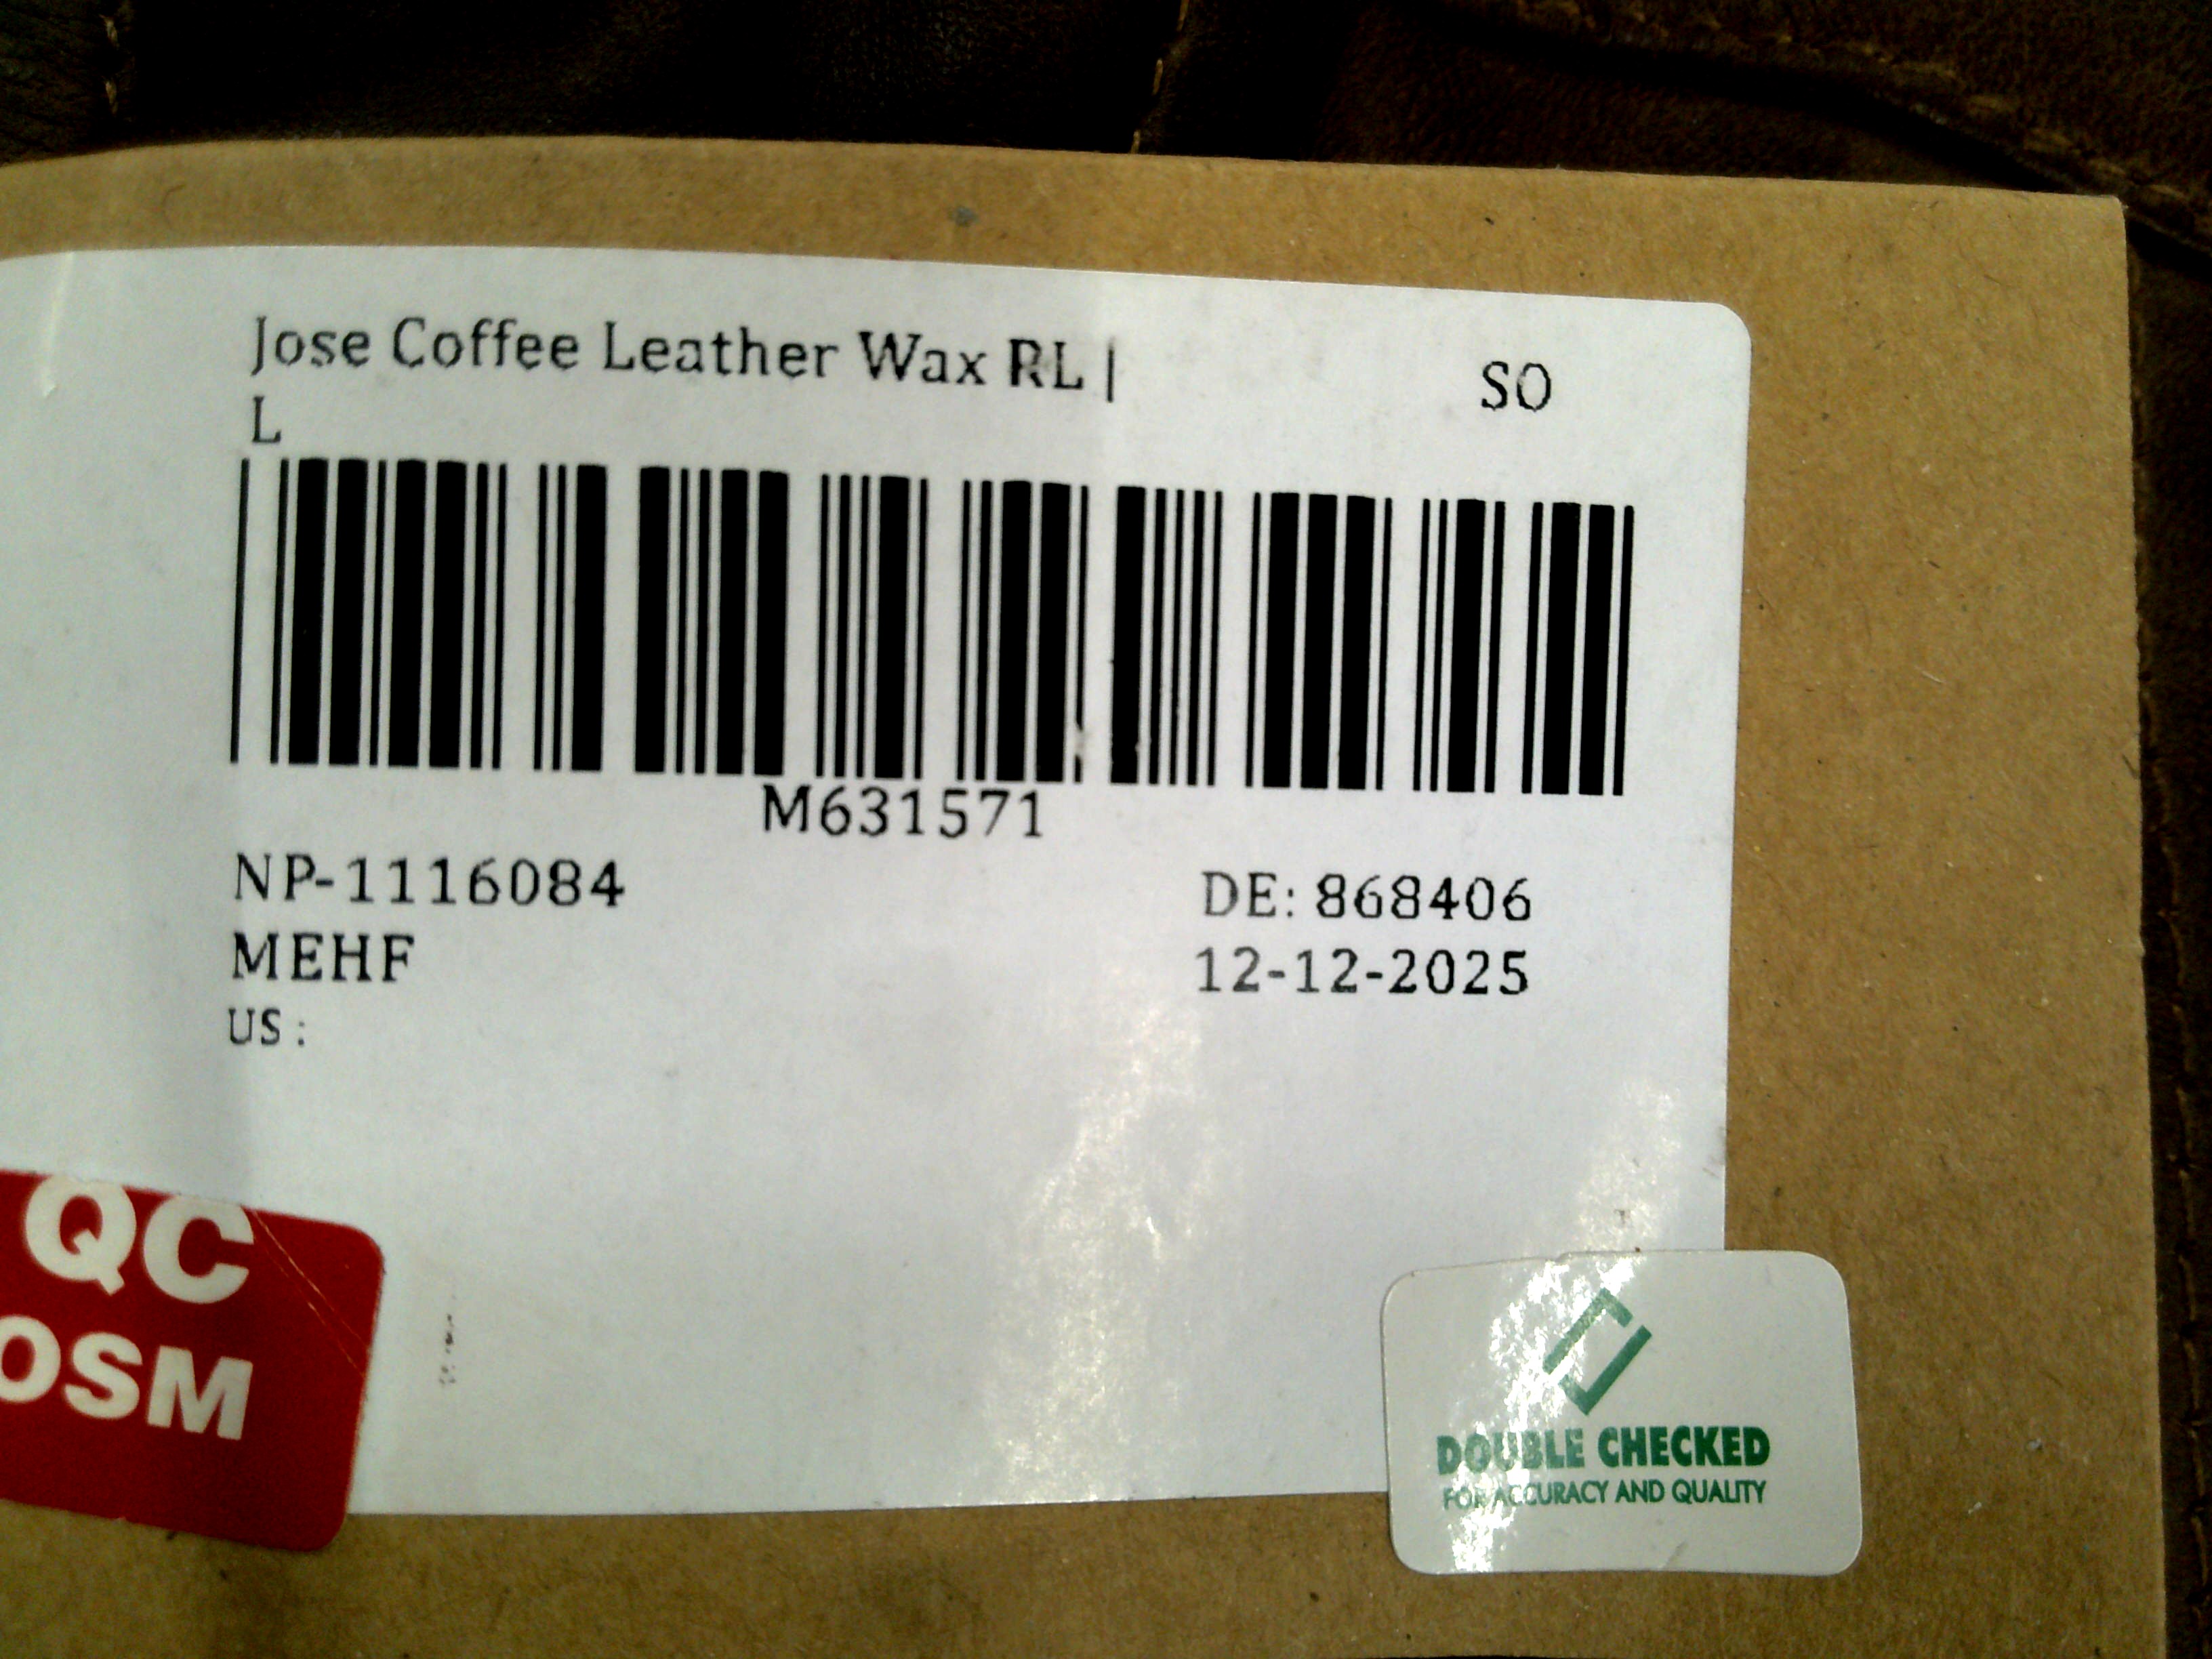 Jose Coffee Leather Wax RL |
L
SO
M631571
NP-1116084
DE: 868406
MEHF
12-12-2025
US :
QC
OSM
DOUBLE CHECKED
FOR ACCURACY AND QUALITY